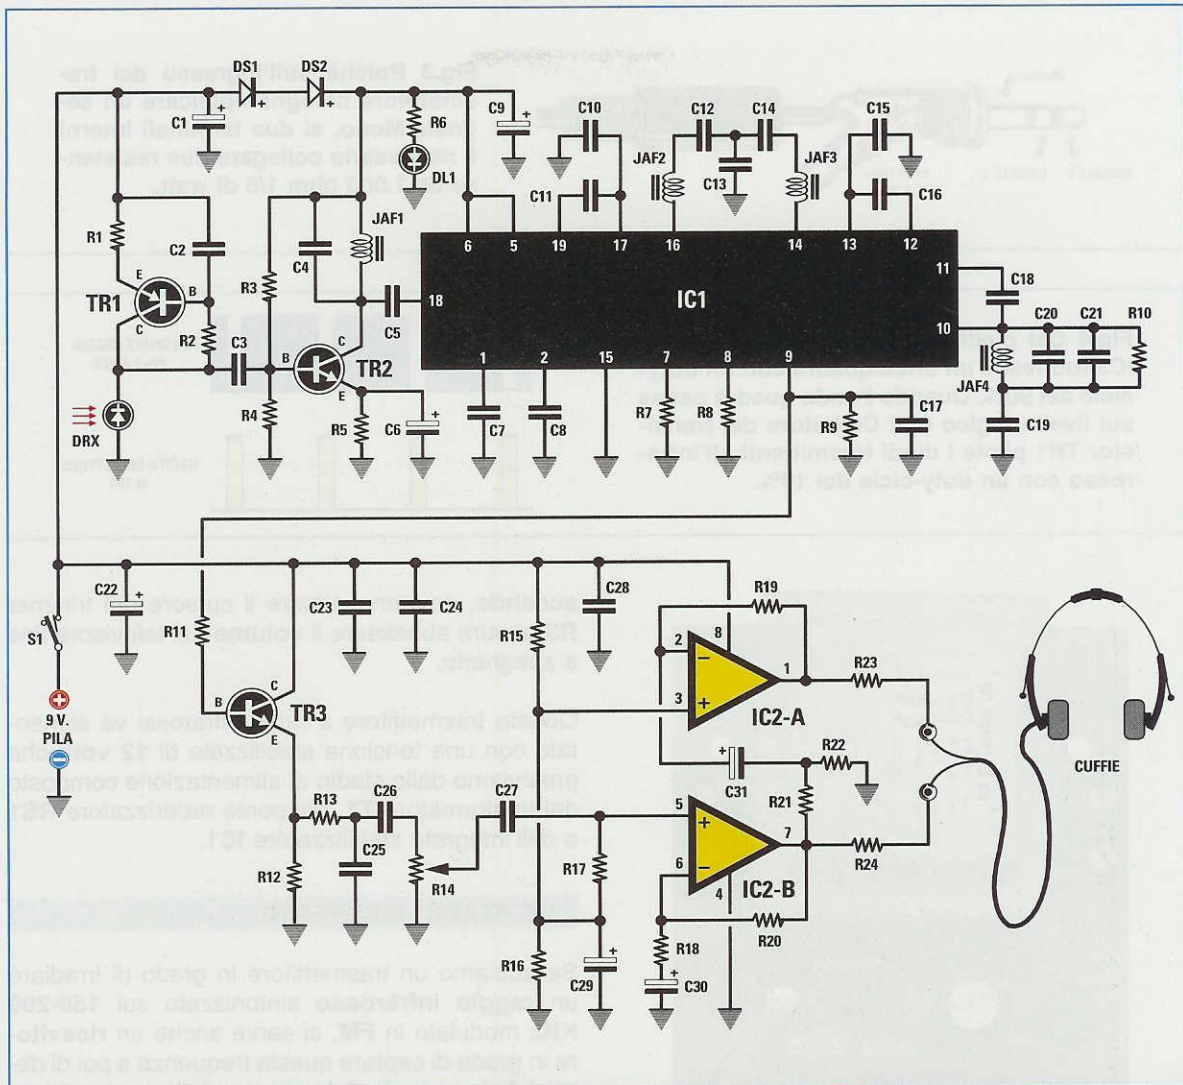 DS1 DS2
C1
R6
C9
C10
C12 C14
C15
DL1
JAF2
JAF3
C13
C11
C16
R1
C2
JAF1
C4
R3
6 5 19 17 16 14 13 12
E
B
C
TR1
R2
C3
C5
18
IC1
11
C18
10
C20 C21 R10
B
C
E
TR2
1 2 15 7 8 9
JAF4
DRX
R4
R5
C6
C7
C8
R7
R8
R9
C17
C19
C22
C23
C24
R15
C28
R19
S1
R11
2
8
3
1
R23
9 V.
PILA
B
C
E
TR3
IC2-A
R22
C31
R21
CUFFIE
R13
C26
C27
5
7
6
4
R24
C25
R12
R14
R17
IC2-B
R20
R18
R16
C29
C30